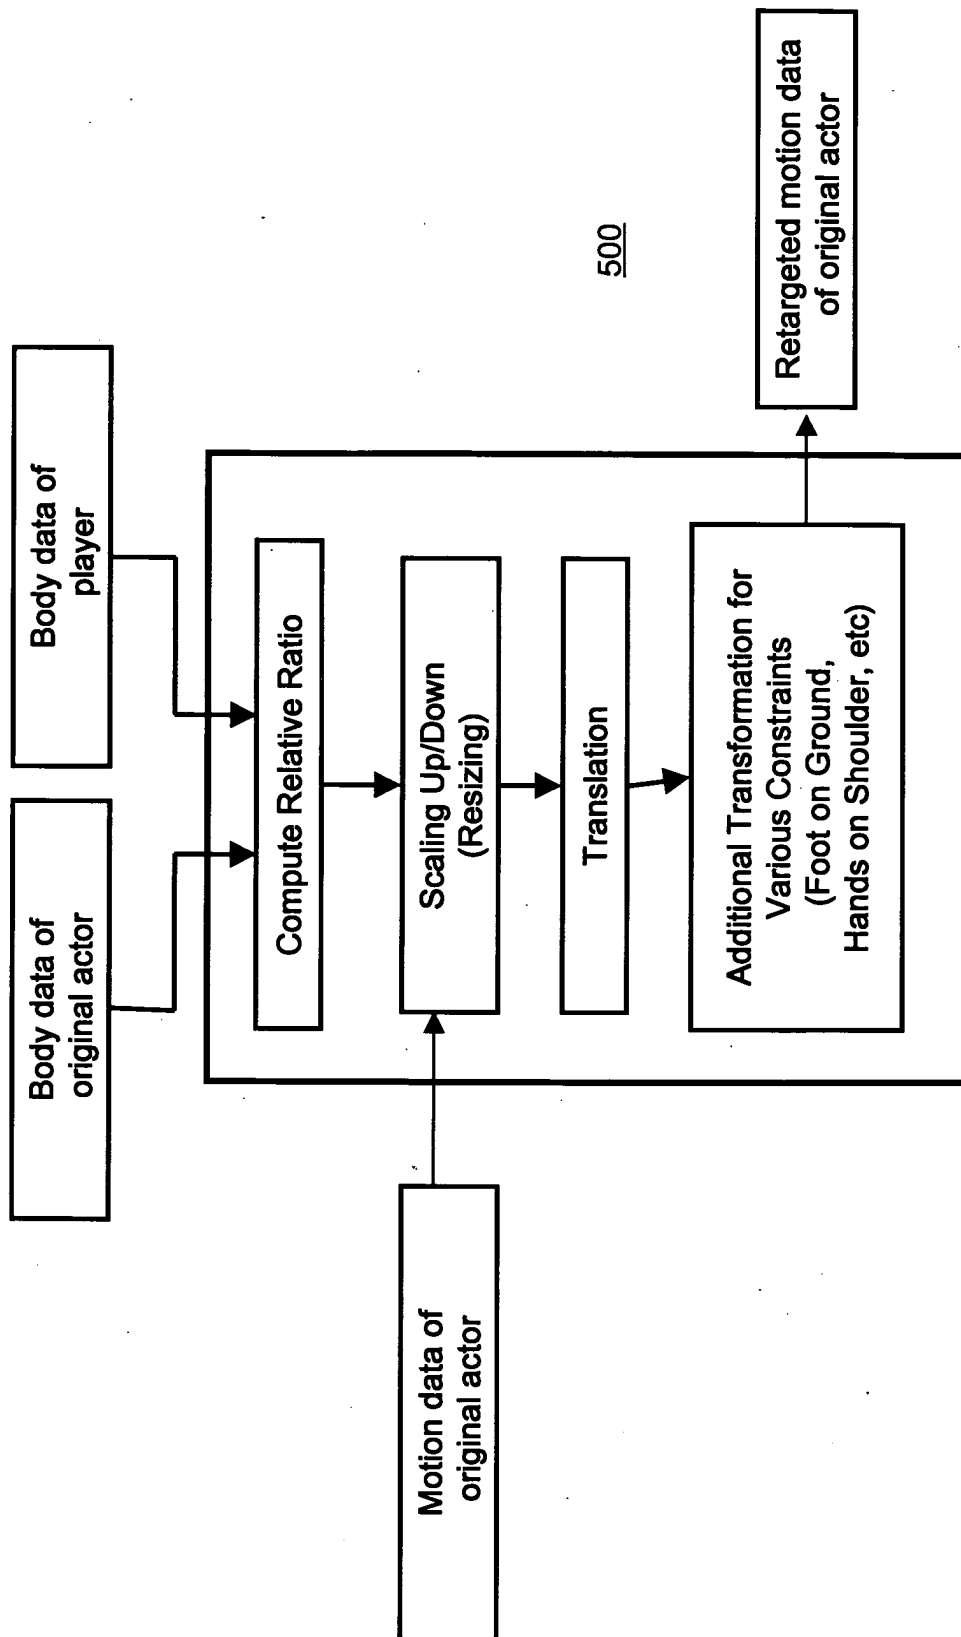 Body data of
original actor
Body data of
player
Compute Relative Ratio
Motion data of
original actor
Scaling Up/Down
(Resizing)
Translation
500
Additional Transformation for
Various Constraints
(Foot on Ground,
Hands on Shoulder, etc)
Retargeted motion data
of original actor